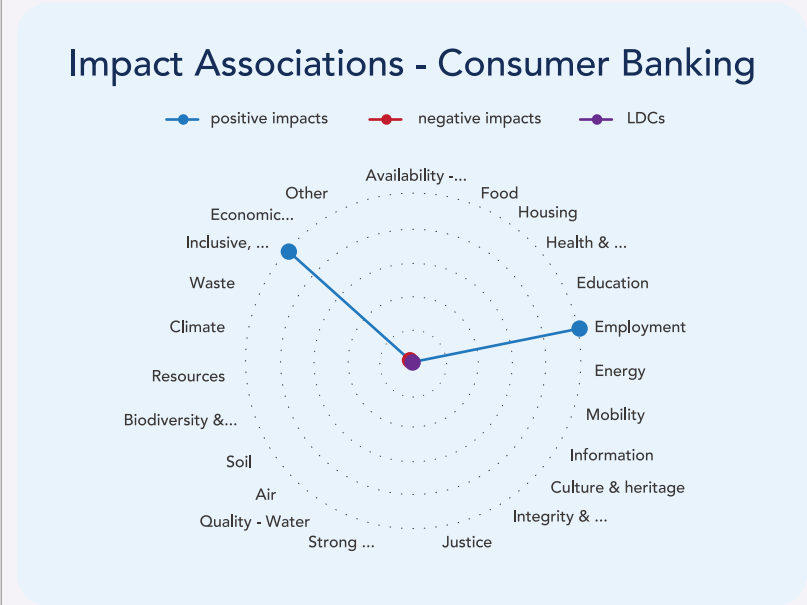 Impact Associations - Consumer Banking
positive impacts
negative impacts
LDCs
Availability -...
Food
Housing
Health & ...
Education
Employment
Energy
Mobility
Information
Culture & heritage
Integrity & ...
Justice
Strong ...
Quality - Water
Air
Soil
Biodiversity &...
Resources
Climate
Waste
Inclusive, ...
Economic...
Other